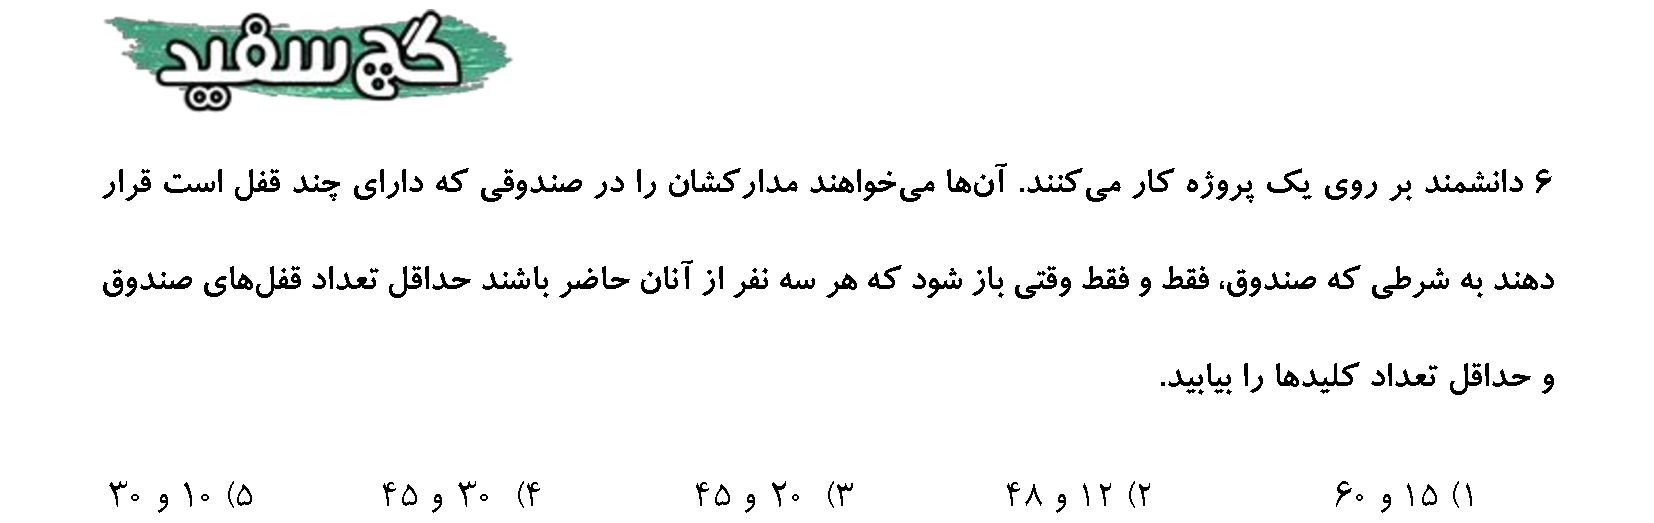 گچ سفید
۶ دانشمند بر روی یک پروژه کار می‌کنند. آن‌ها می‌خواهند مدارکشان را در صندوقی که دارای چند قفل است قرار
دهند به شرطی که صندوق، فقط و فقط وقتی باز شود که هر سه نفر از آنان حاضر باشند حداقل تعداد قفل‌های صندوق
و حداقل تعداد کلیدها را بیابید.
۱) ۱۵ و ۶۰ ۲) ۱۲ و ۴۸ ۳) ۲۰ و ۴۵ ۴) ۳۰ و ۴۵ ۵) ۱۰ و ۳۰